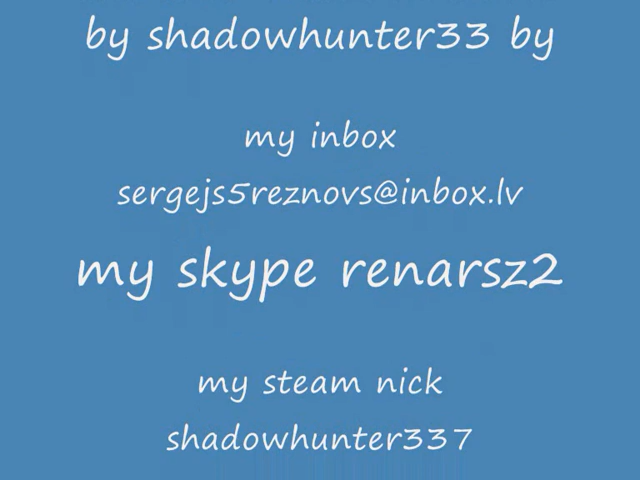 by shadowhunter33 by
my inbox
sergejs5reznovs@inbox.lv
my skype renarsz2
my steam nick
shadowhunter337